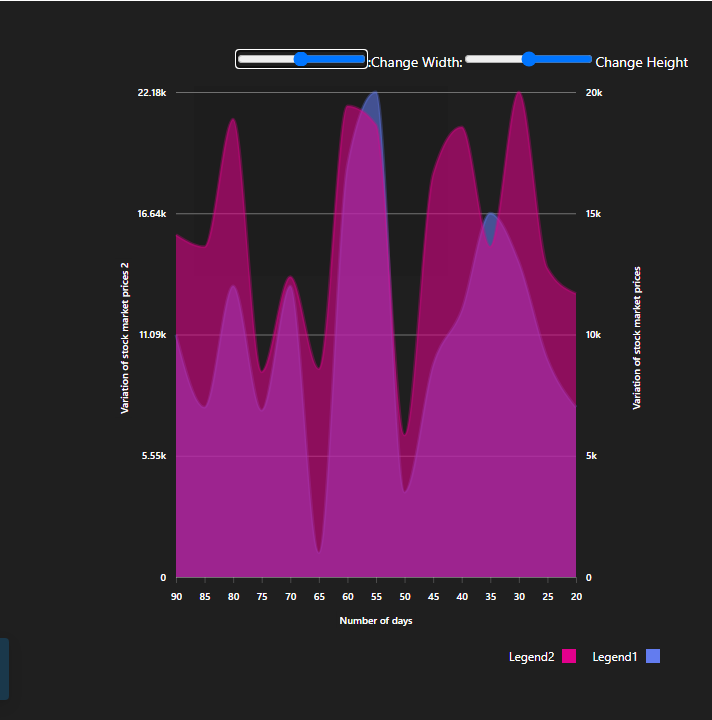 :Change Width: Change Height
22.18k
16.64k
11.09k
5.55k
0
Variation of stock market prices 2
20k
15k
10k
5k
0
Variation of stock market prices
90 85 80 75 70 65 60 55 50 45 40 35 30 25 20
Number of days
Legend2 Legend1